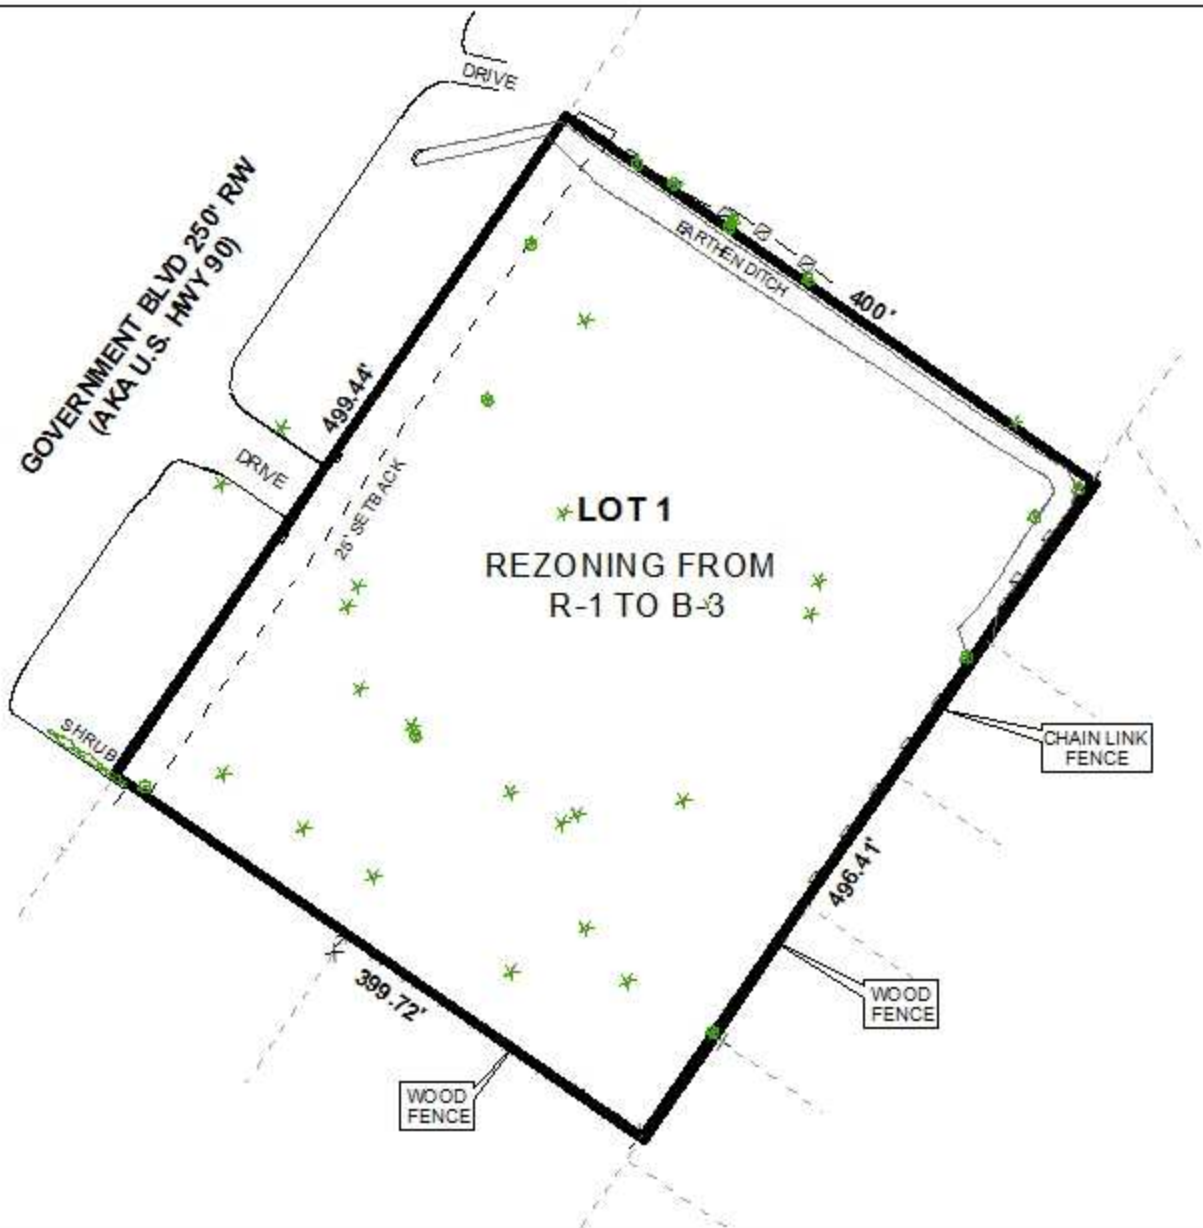 DRIVE
GOVERNMENT BLVD 250' R/W
(AKA U.S. HWY 90)
EARTHEN DITCH
400'
499.44'
DRIVE
25' SETBACK
LOT 1
REZONING FROM
R-1 TO B-3
SHRUB
CHAIN LINK
FENCE
496.41'
WOOD
FENCE
399.72'
WOOD
FENCE